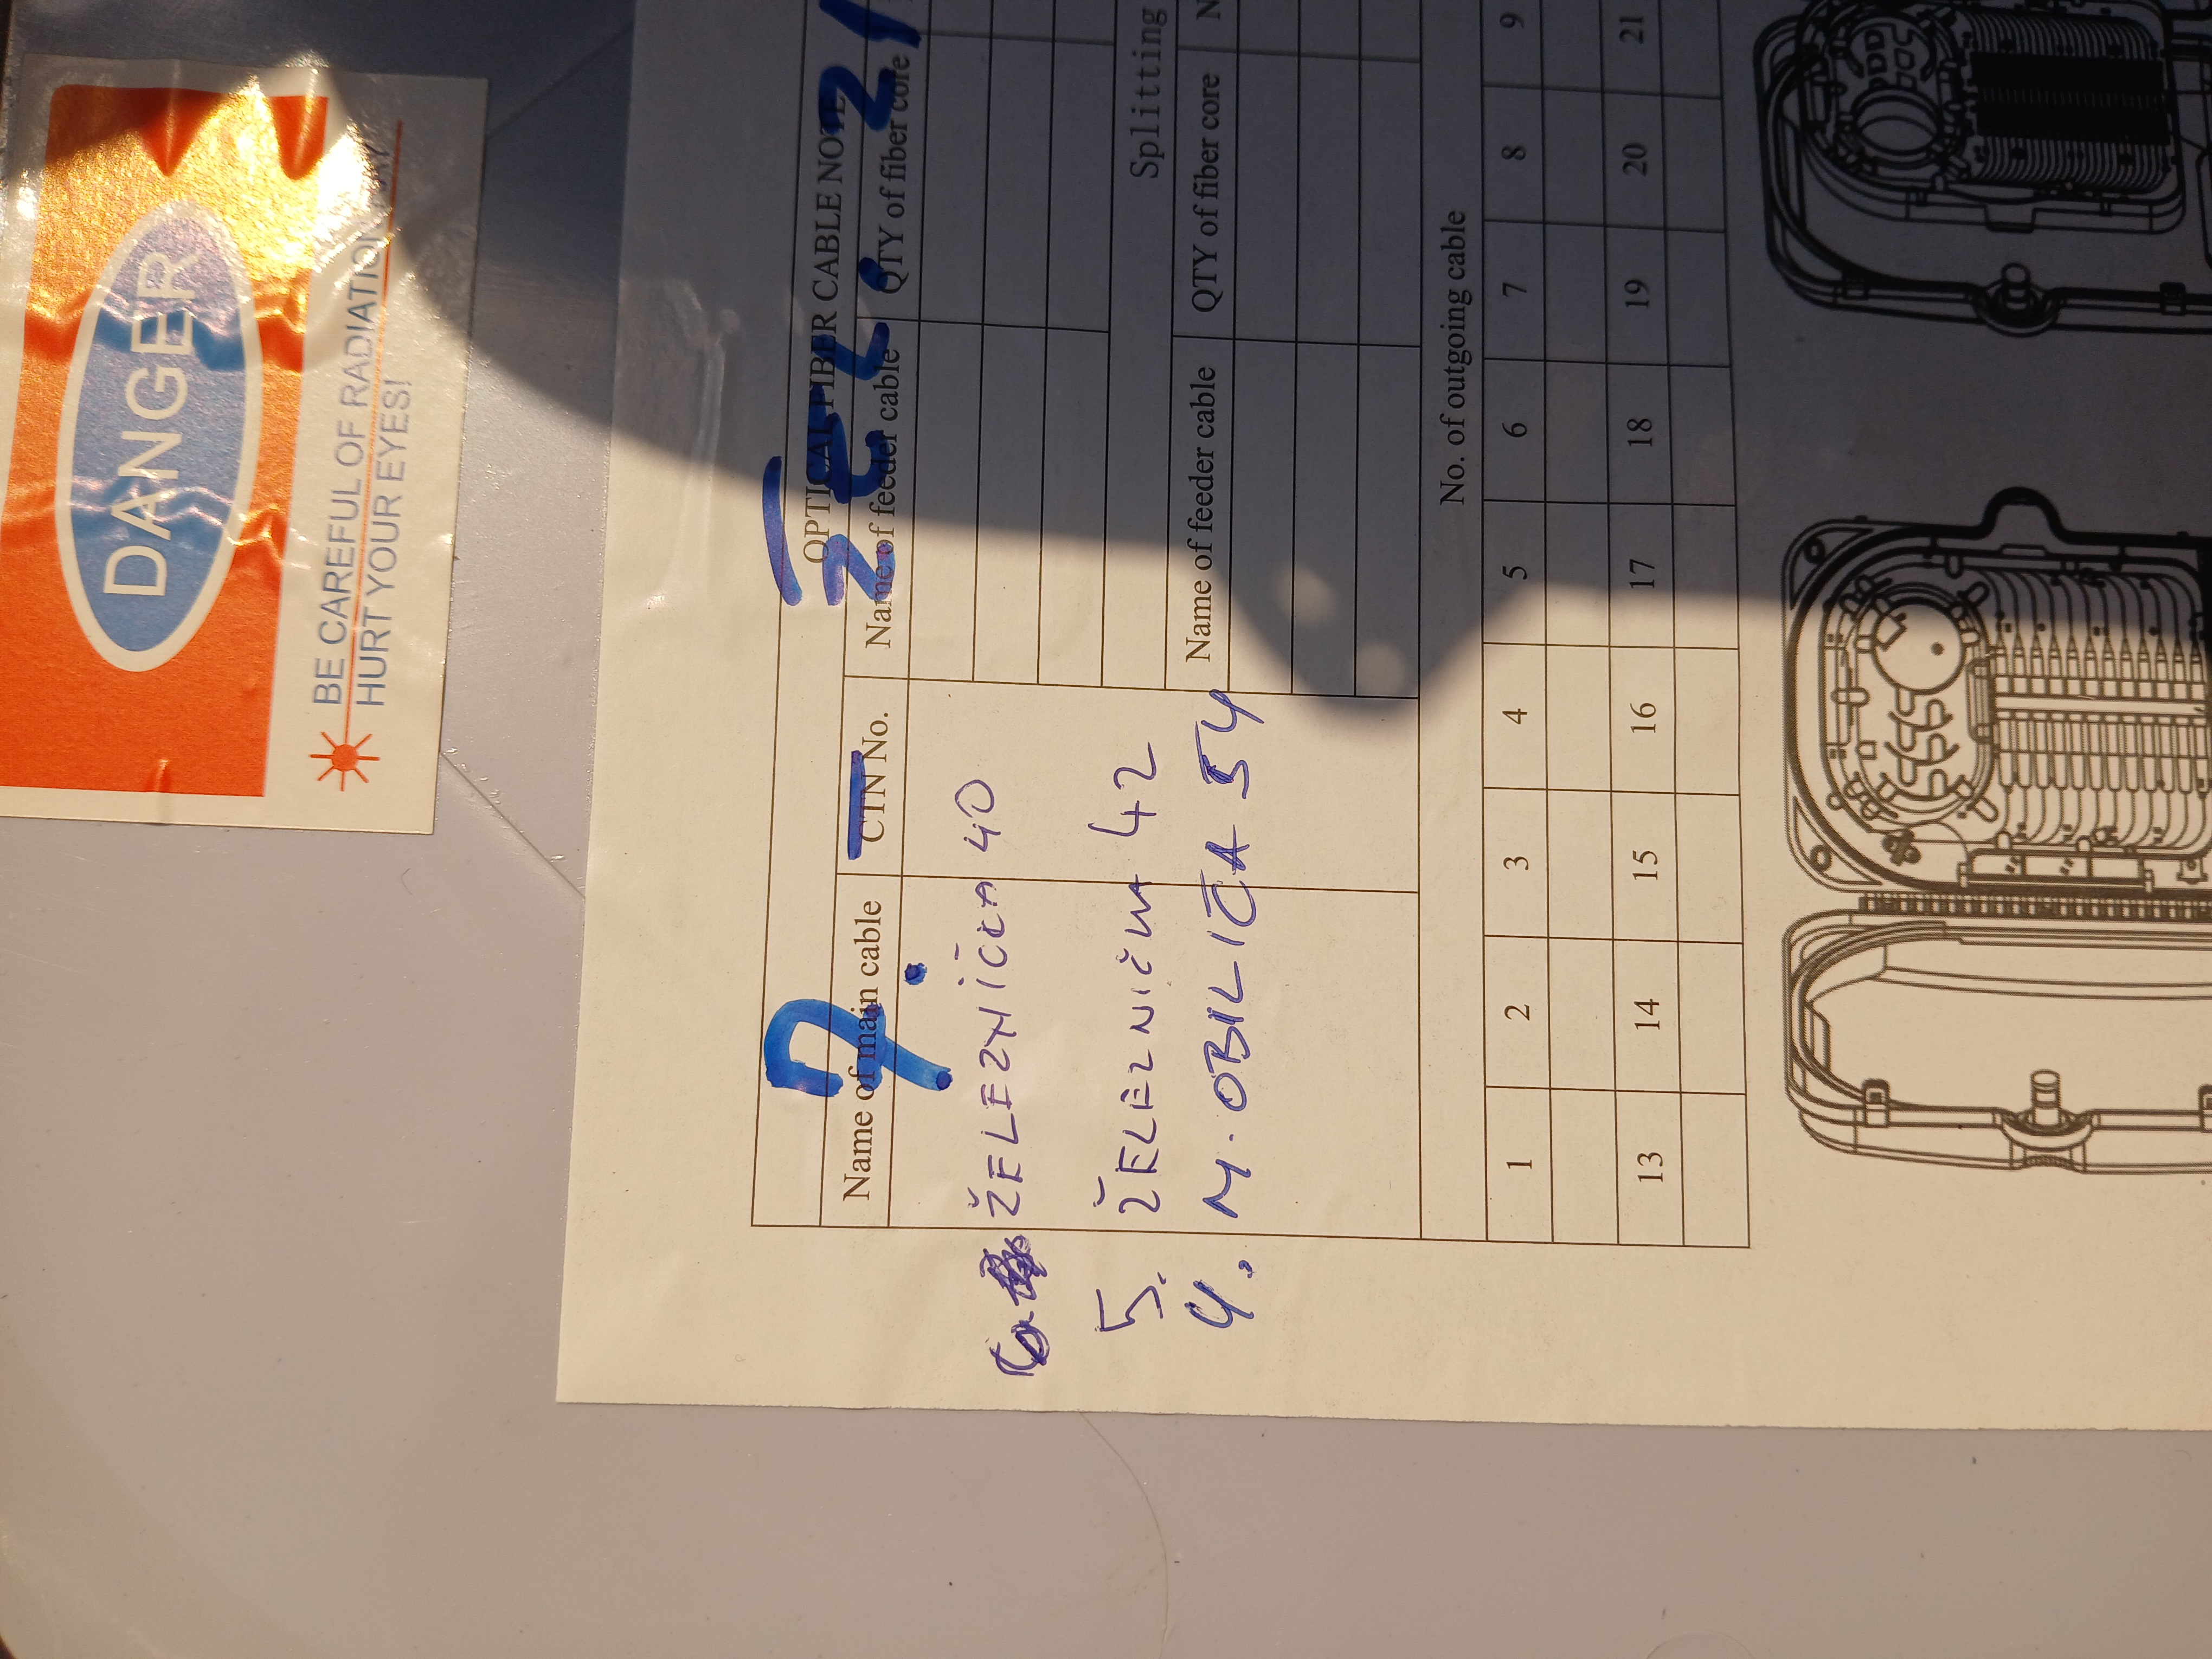 DANGER
BE CAREFUL OF RADIATION
HURT YOUR EYES!
OPTICAL FIBER CABLE NOTE
Name of main cable CTN No. Name of feeder cable QTY of fiber core
7.
21
6 ŽELEZNIČKA 40
5. ŽELEZNIČKA 42
Splitting
4. M. OBILIĆA 54 Name of feeder cable QTY of fiber core N
No. of outgoing cable
1 2 3 4 5 6 7 8 9
13 14 15 16 17 18 19 20 21